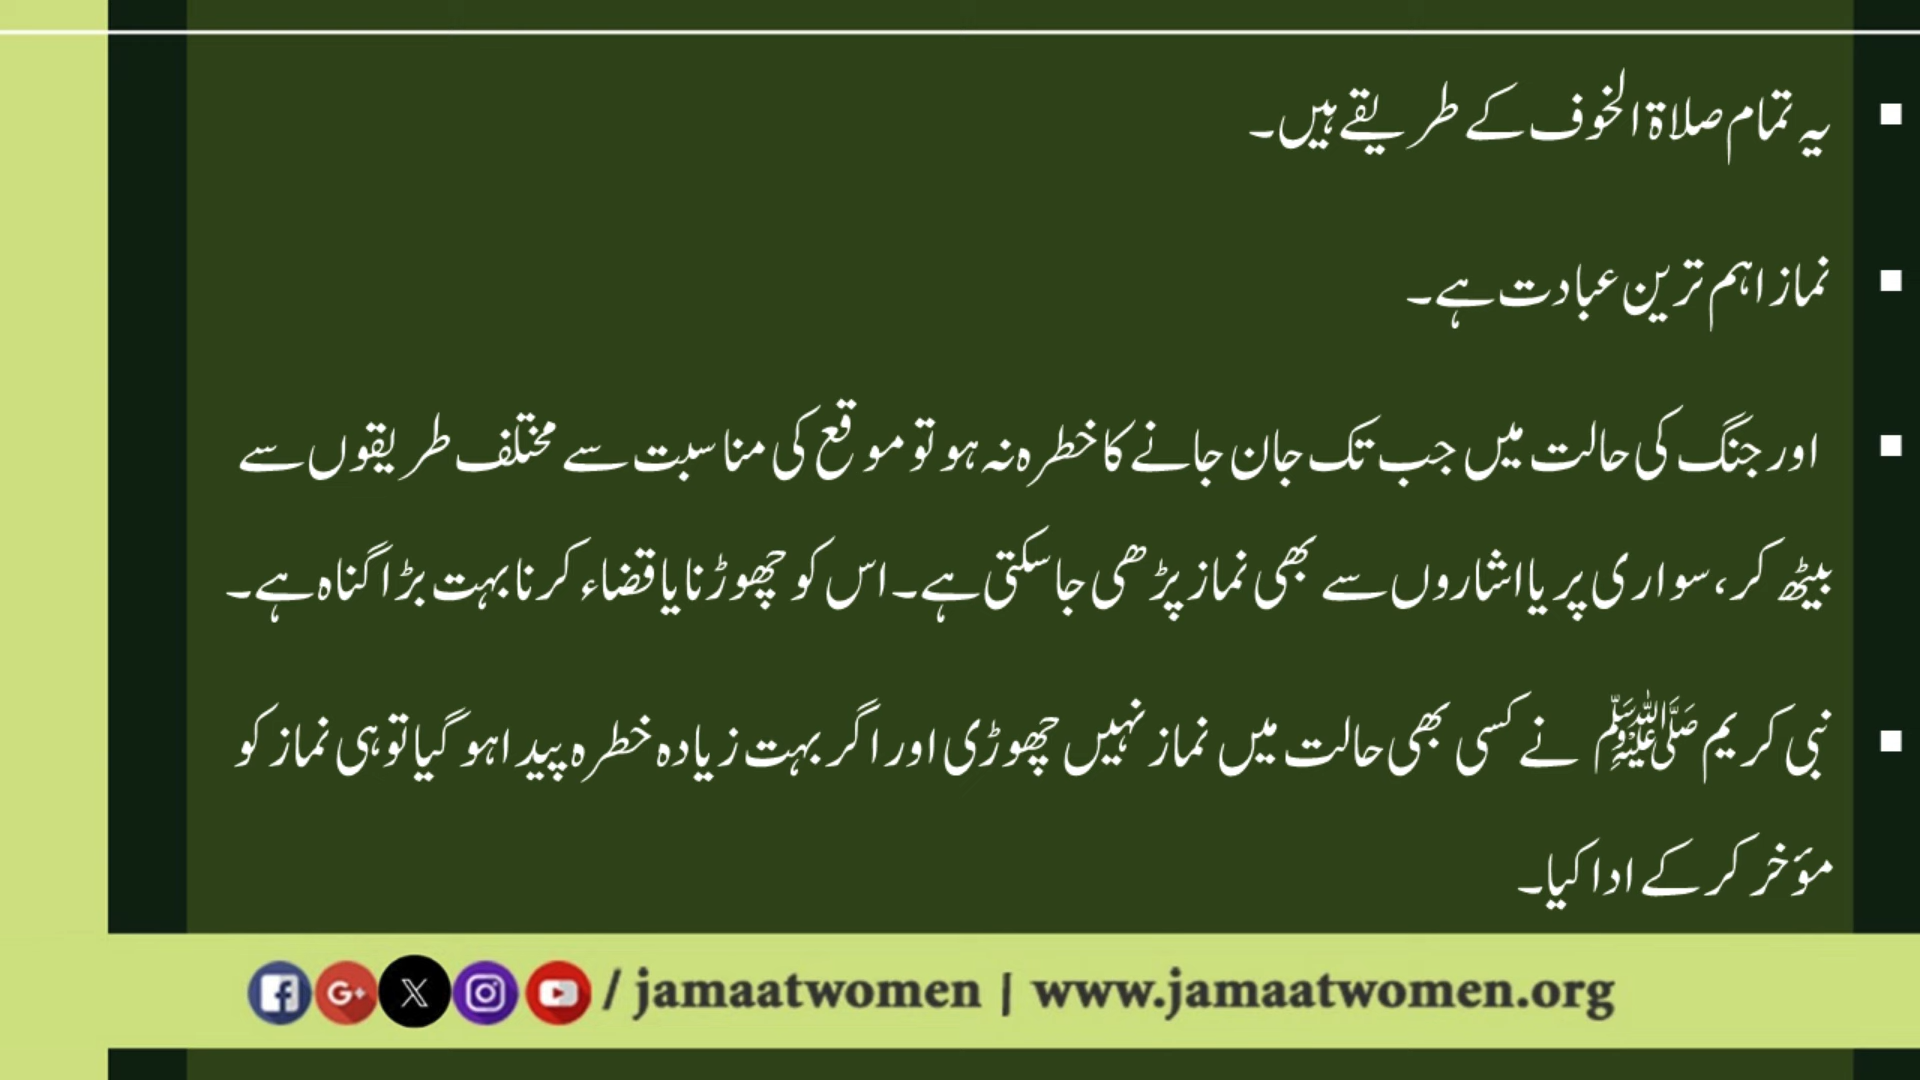 یہ تمام صلاۃ الخوف کے طریقے ہیں۔
نماز اہم ترین عبادت ہے۔
اور جنگ کی حالت میں جب تک جان جانے کا خطرہ نہ ہو تو موقع کی مناسبت سے مختلف طریقوں سے
بیٹھ کر، سواری پر یا اشاروں سے بھی نماز پڑھی جا سکتی ہے۔ اس کو چھوڑنا یا قضاء کرنا بہت بڑا گناہ ہے۔
نبی کریم ﷺ نے کسی بھی حالت میں نماز نہیں چھوڑی اور اگر بہت زیادہ خطرہ پیدا ہو گیا تو ہی نماز کو
مؤخر کر کے ادا کیا۔
/ jamaatwomen | www.jamaatwomen.org